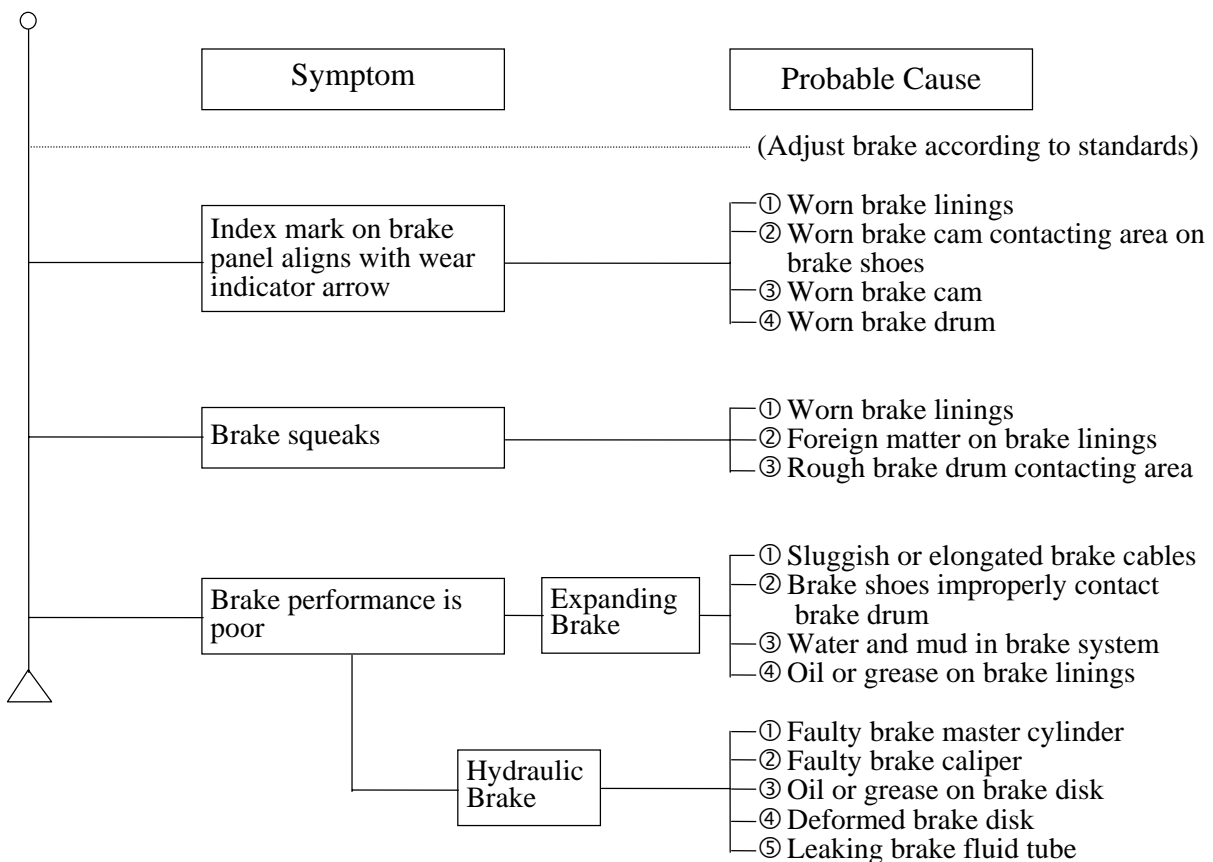 Symptom
Probable Cause
(Adjust brake according to standards)
Index mark on brake
panel aligns with wear
indicator arrow
① Worn brake linings
② Worn brake cam contacting area on
brake shoes
③ Worn brake cam
④ Worn brake drum
Brake squeaks
① Worn brake linings
② Foreign matter on brake linings
③ Rough brake drum contacting area
Brake performance is
poor
Expanding
Brake
① Sluggish or elongated brake cables
② Brake shoes improperly contact
brake drum
③ Water and mud in brake system
④ Oil or grease on brake linings
Hydraulic
Brake
① Faulty brake master cylinder
② Faulty brake caliper
③ Oil or grease on brake disk
④ Deformed brake disk
⑤ Leaking brake fluid tube